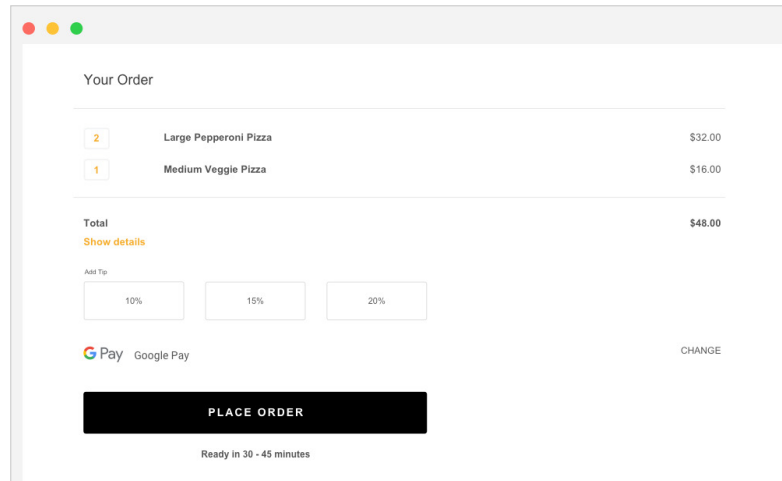 Your Order
2 Large Pepperoni Pizza $32.00
1 Medium Veggie Pizza $16.00
Total $48.00
Show details
Add Tip
10% 15% 20%
G Pay Google Pay CHANGE
PLACE ORDER
Ready in 30 - 45 minutes